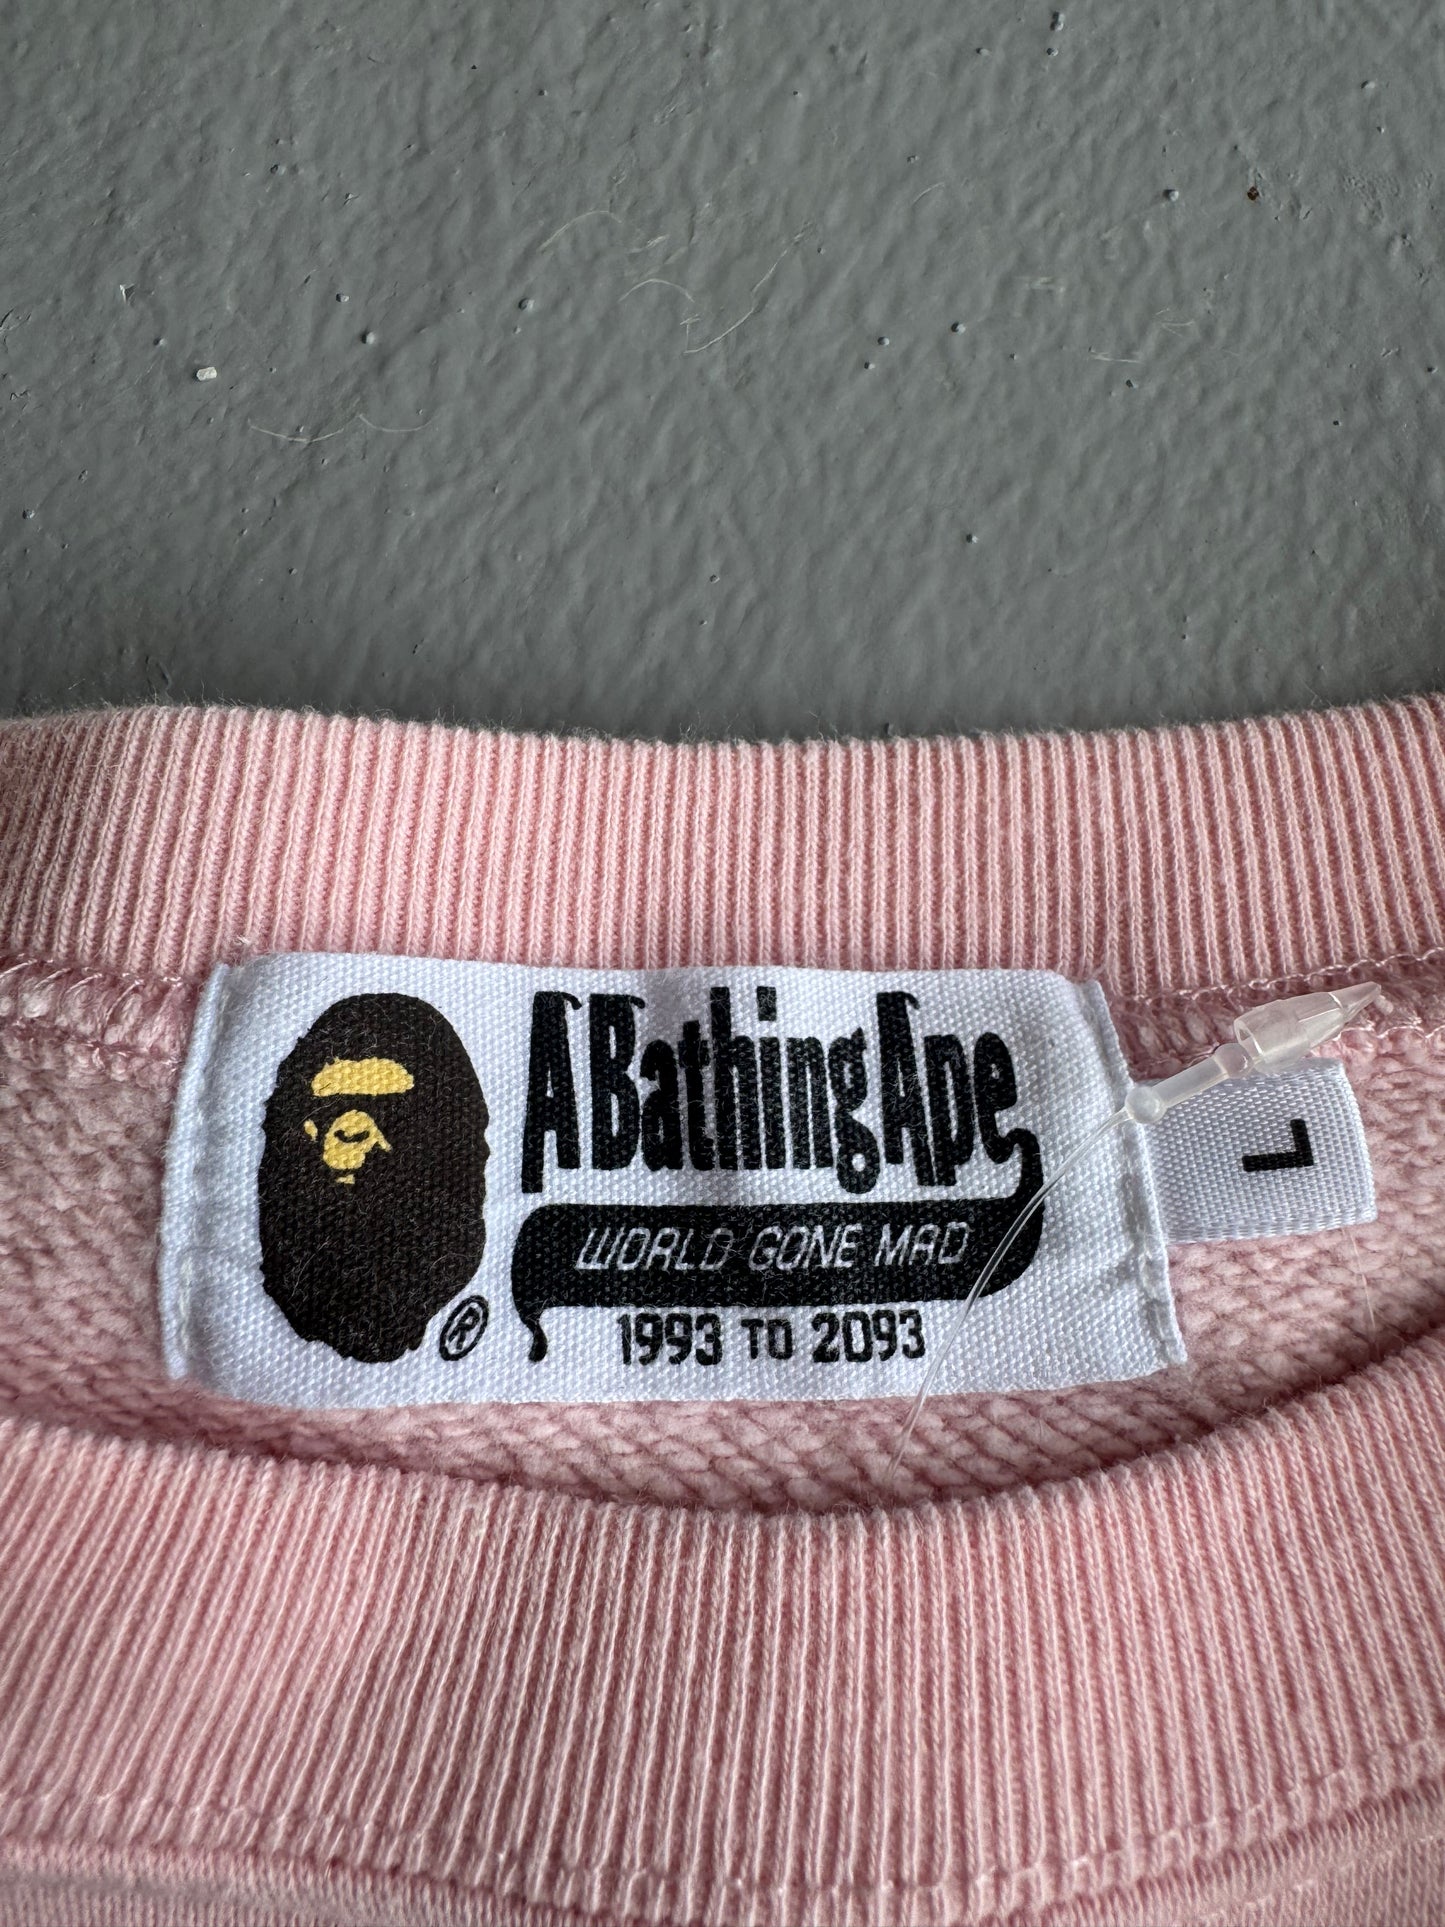 A Bathing Ape
WORLD GONE MAD
1993 TO 2093
®
L